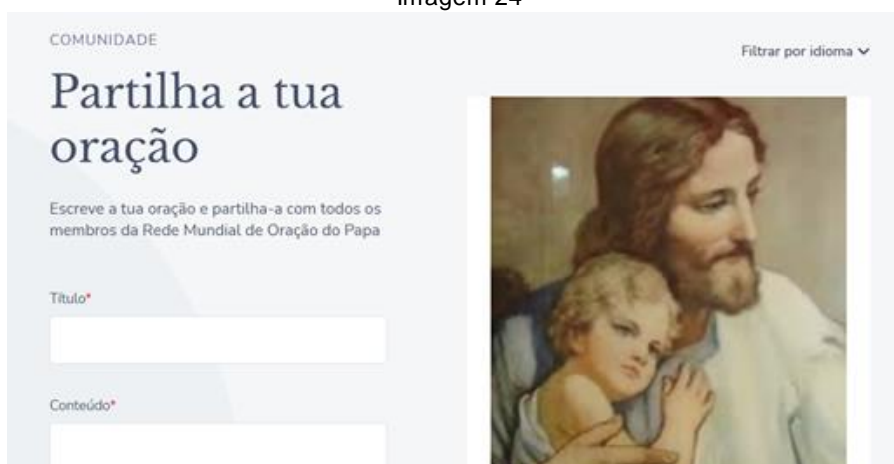 Imagem 24
COMUNIDADE
Filtrar por idioma
Partilha a tua
oração
Escreve a tua oração e partilha-a com todos os
membros da Rede Mundial de Oração do Papa
Título*
Conteúdo*